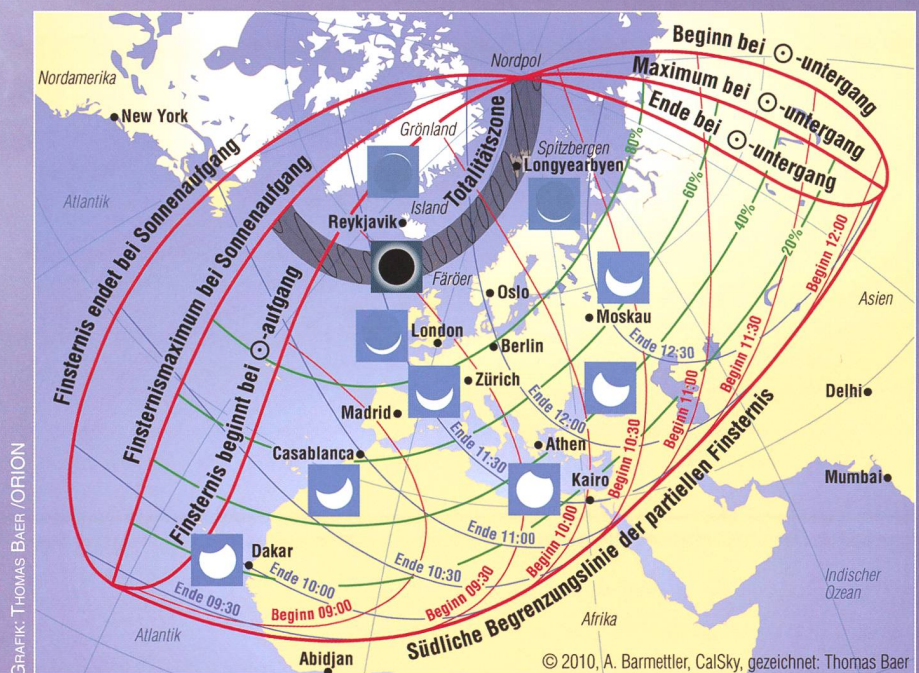 Nordpol
Beginn bei ⊙-untergang
Maximum bei ⊙-untergang
Ende bei ⊙-untergang
Nordamerika
New York
Grönland
Totalitätszone
Spitzbergen
Longyearbyen
80%
60%
40%
20%
Atlantik
Island
Reykjavik
Färöer
Finsternis endet bei Sonnenaufgang
Finsternismaximum bei Sonnenaufgang
Finsternis beginnt bei ⊙-aufgang
Beginn 12:00
Asien
Oslo
Moskau
London
Berlin
Ende 12:30
Beginn 11:30
Zürich
Ende 12:00
Beginn 11:00
Delhi
Madrid
Ende 11:30
Beginn 10:30
Casablanca
Athen
Kairo
Mumbai
Ende 11:00
Beginn 10:00
Südliche Begrenzungslinie der partiellen Finsternis
Dakar
Ende 10:30
Ende 10:00
Ende 09:30
Beginn 09:00
Beginn 09:30
Indischer
Ozean
Atlantik
Afrika
Abidjan
© 2010, A. Barmettler, CalSky, gezeichnet: Thomas Baer
GRAFIK: THOMAS BAER /ORION